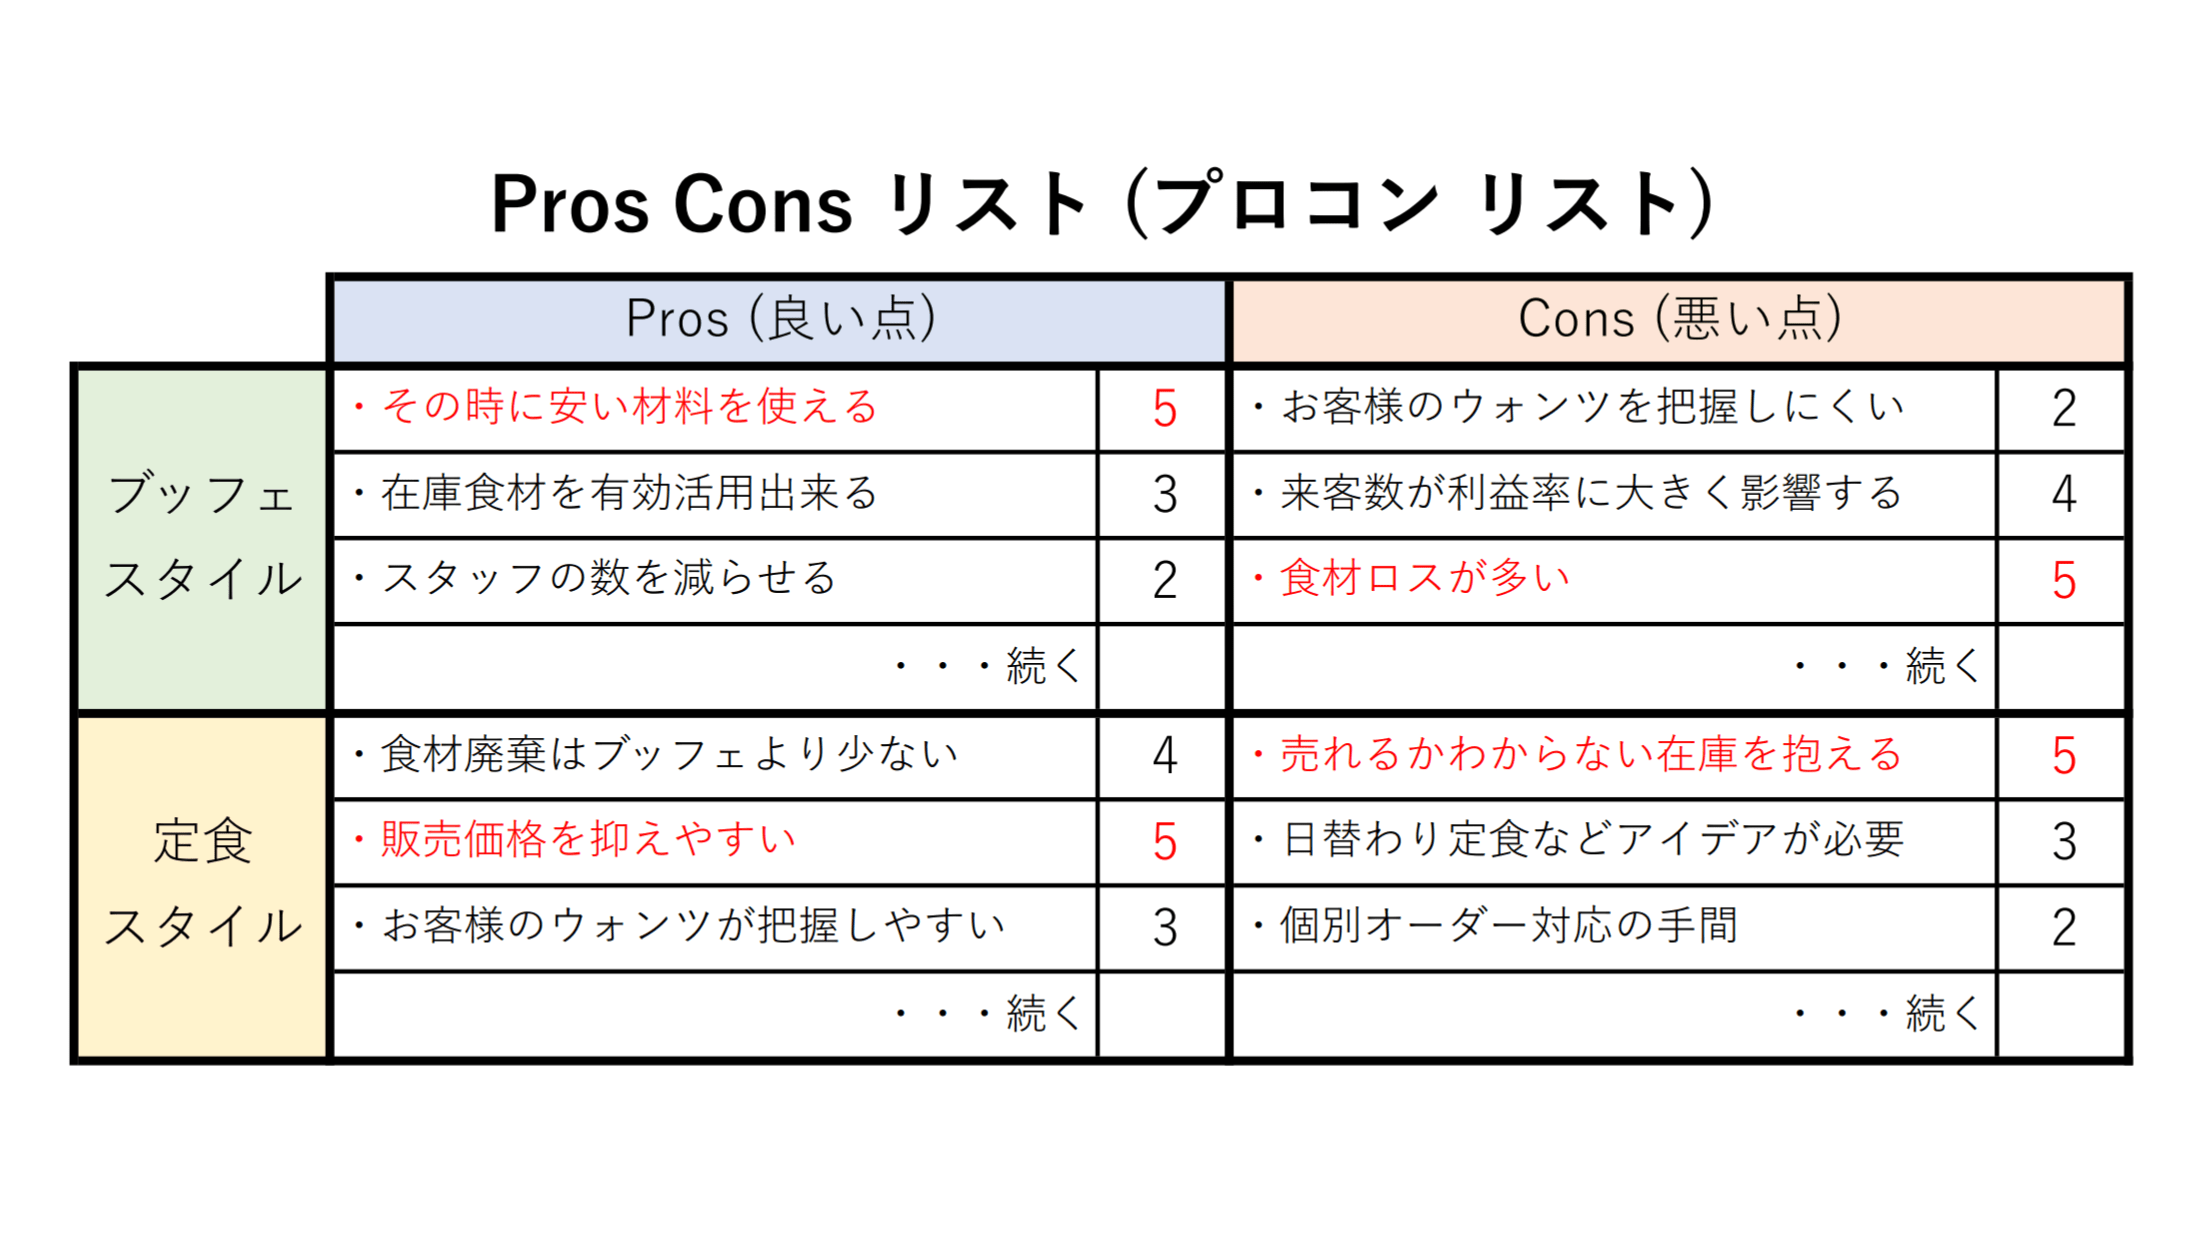 Pros Cons リスト (プロコン リスト)
Pros (良い点) Cons (悪い点)
ブッフェ
スタイル
・その時に安い材料を使える 5 ・お客様のウォンツを把握しにくい 2
・在庫食材を有効活用出来る 3 ・来客数が利益率に大きく影響する 4
・スタッフの数を減らせる 2 ・食材ロスが多い 5
・・・続く ・・・続く
定食
スタイル
・食材廃棄はブッフェより少ない 4 ・売れるかわからない在庫を抱える 5
・販売価格を抑えやすい 5 ・日替わり定食などアイデアが必要 3
・お客様のウォンツが把握しやすい 3 ・個別オーダー対応の手間 2
・・・続く ・・・続く